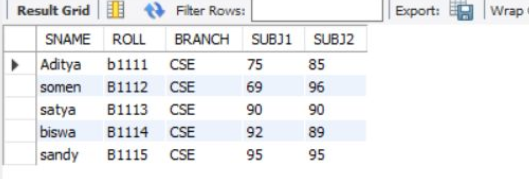 Result Grid Filter Rows: Export: Wrap
SNAME ROLL BRANCH SUBJ1 SUBJ2
Aditya b1111 CSE 75 85
somen B1112 CSE 69 96
satya B1113 CSE 90 90
biswa B1114 CSE 92 89
sandy B1115 CSE 95 95